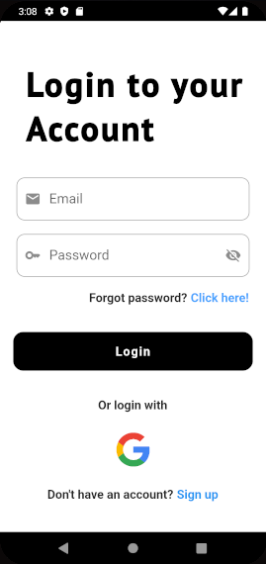 3:08
Login to your
Account
Email
Password
Forgot password? Click here!
Login
Or login with
Don't have an account? Sign up